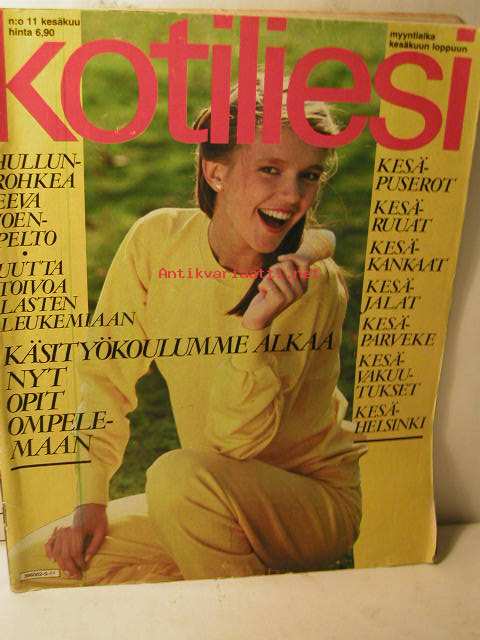 n:o 11 kesäkuu
hinta 6,90
myyntiaika
kesäkuun loppuun
kotiliesi
HULLUN-
ROHKEA
EEVA
JOEN-
PELTO
•
UUTTA
TOIVOA
LASTEN
LEUKEMIAAN
KÄSITYÖKOULUMME ALKAA
NYT
OPIT
OMPELE-
MAAN
KESÄ-
PUSEROT
KESÄ-
RUUAT
KESÄ-
KANKAAT
KESÄ-
JALAT
KESÄ-
PARVEKE
KESÄ-
VAKUU-
TUKSET
KESÄ-
HELSINKI
Antikvariaatti.net